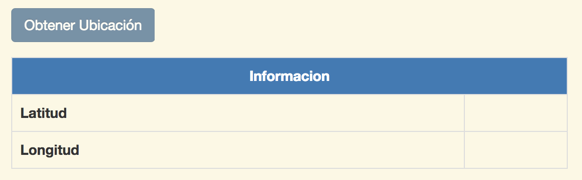 Obtener Ubicación
Informacion
Latitud
Longitud